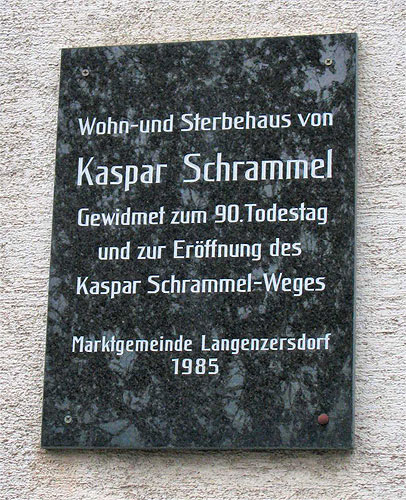 Wohn-und Sterbehaus von
Kaspar Schrammel
Gewidmet zum 90.Todestag
und zur Eröffnung des
Kaspar Schrammel-Weges
Marktgemeinde Langenzersdorf
1985